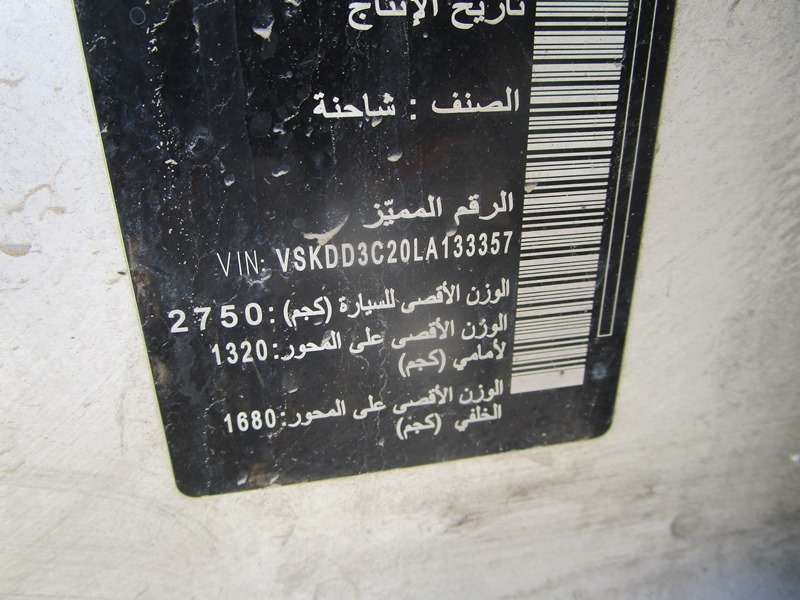 تاريخ الإنتاج
الصنف : شاحنة
الرقم المميّز
VIN: VSKDD3C20LA133357
الوزن الأقصى للسيارة (كجم): 2750
الوزن الأقصى على المحور: 1320
لأمامي (كجم)
الوزن الأقصى على المحور: 1680
الخلفي (كجم)